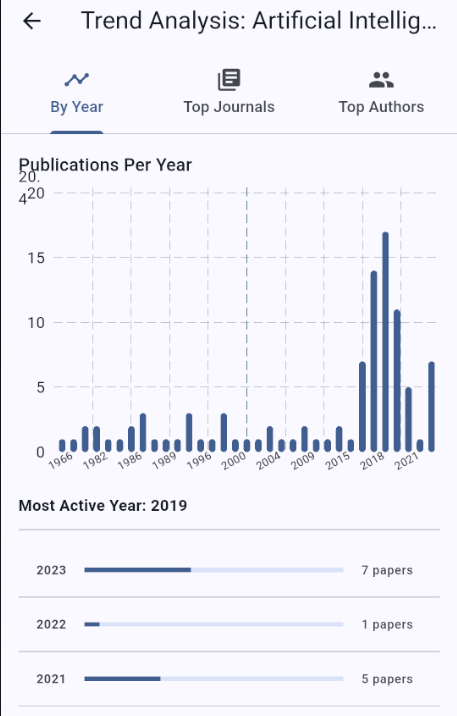 Trend Analysis: Artificial Intellig...
By Year
Top Journals
Top Authors
Publications Per Year
20.
4
20
15
10
5
0
1966 1982 1986 1989 1996 2000 2004 2009 2015 2018 2021
Most Active Year: 2019
2023 7 papers
2022 1 papers
2021 5 papers